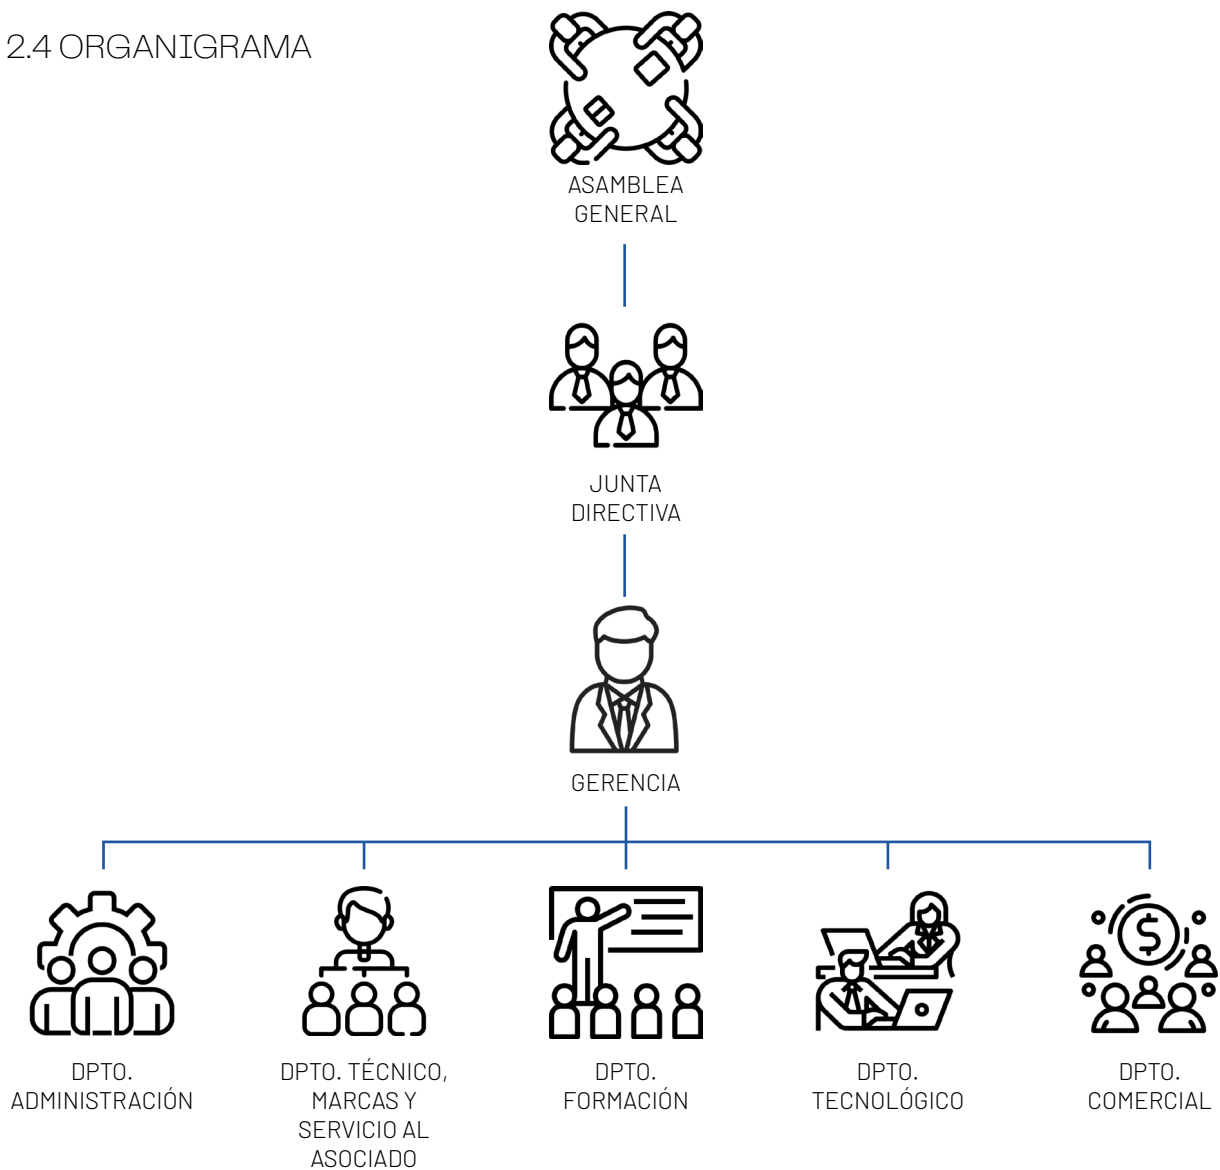 2.4 ORGANIGRAMA
ASAMBLEA
GENERAL
JUNTA
DIRECTIVA
GERENCIA
DPTO.
ADMINISTRACIÓN
DPTO. TÉCNICO,
MARCAS Y
SERVICIO AL
ASOCIADO
DPTO.
FORMACIÓN
DPTO.
TECNOLÓGICO
DPTO.
COMERCIAL